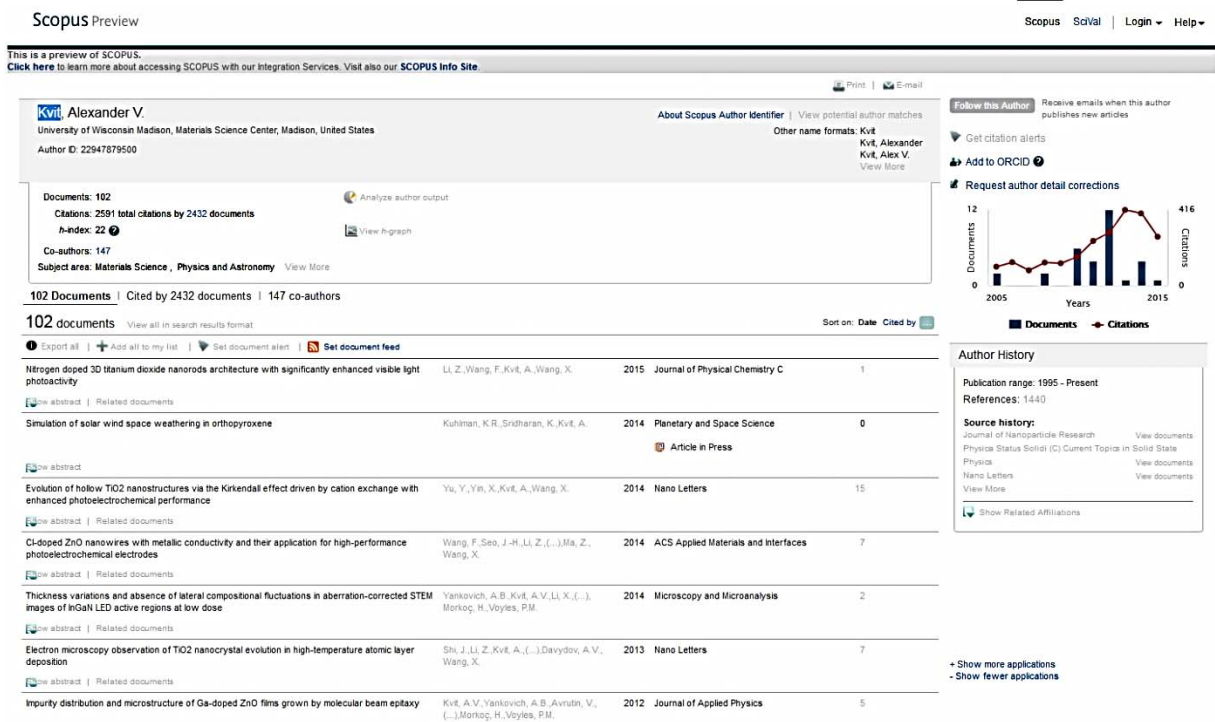 Scopus Preview
Scopus SciVal | Login Help
This is a preview of SCOPUS.
Click here to learn more about accessing SCOPUS with our Integration Services. Visit also our SCOPUS Info Site.
Print | E-mail
Kvit, Alexander V.
University of Wisconsin Madison, Materials Science Center, Madison, United States
Author ID: 22947879500
About Scopus Author Identifier | View potential author matches
Other name formats: Kvit
Kvit, Alexander
Kvit, Alex V.
View More
Follow this Author
Receive emails when this author
publishes new articles
Get citation alerts
Add to ORCID ?
Request author detail corrections
Documents: 102
Analyze author output
Citations: 2591 total citations by 2432 documents
h-index: 22 ?
View h-graph
Co-authors: 147
Subject area: Materials Science , Physics and Astronomy View More
12
416
Documents
Citations
0
0
2005
Years
2015
Documents Citations
102 Documents | Cited by 2432 documents | 147 co-authors
102 documents View all in search results format
Sort on: Date Cited by
Export all | Add all to my list | Set document alert | Set document feed
Nitrogen doped 3D titanium dioxide nanorods architecture with significantly enhanced visible light
photoactivity
Li, Z.,Wang, F.,Kvit, A.,Wang, X.
2015 Journal of Physical Chemistry C
1
ow abstract | Related documents
Simulation of solar wind space weathering in orthopyroxene
Kuhlman, K.R.,Sridharan, K.,Kvit, A.
2014 Planetary and Space Science
0
Article in Press
ow abstract
Evolution of hollow TiO2 nanostructures via the Kirkendall effect driven by cation exchange with
enhanced photoelectrochemical performance
Yu, Y.,Yin, X.,Kvit, A.,Wang, X.
2014 Nano Letters
15
ow abstract | Related documents
Cl-doped ZnO nanowires with metallic conductivity and their application for high-performance
photoelectrochemical electrodes
Wang, F.,Seo, J.-H.,Li, Z.,(...),Ma, Z.,
Wang, X.
2014 ACS Applied Materials and Interfaces
7
ow abstract | Related documents
Thickness variations and absence of lateral compositional fluctuations in aberration-corrected STEM
images of InGaN LED active regions at low dose
Yankovich, A.B.,Kvit, A.V.,Li, X.,(...),
Morkoç, H.,Voyles, P.M.
2014 Microscopy and Microanalysis
2
ow abstract | Related documents
Electron microscopy observation of TiO2 nanocrystal evolution in high-temperature atomic layer
deposition
Shi, J.,Li, Z.,Kvit, A.,(...),Davydov, A.V.,
Wang, X.
2013 Nano Letters
7
ow abstract | Related documents
Impurity distribution and microstructure of Ga-doped ZnO films grown by molecular beam epitaxy
Kvit, A.V.,Yankovich, A.B.,Avrutin, V.,
(...),Morkoç, H.,Voyles, P.M.
2012 Journal of Applied Physics
5
Author History
Publication range: 1995 - Present
References: 1440
Source history:
Journal of Nanoparticle Research View documents
Physica Status Solidi (C) Current Topics in Solid State
Physics View documents
Nano Letters View documents
View More
Show Related Affiliations
+ Show more applications
- Show fewer applications